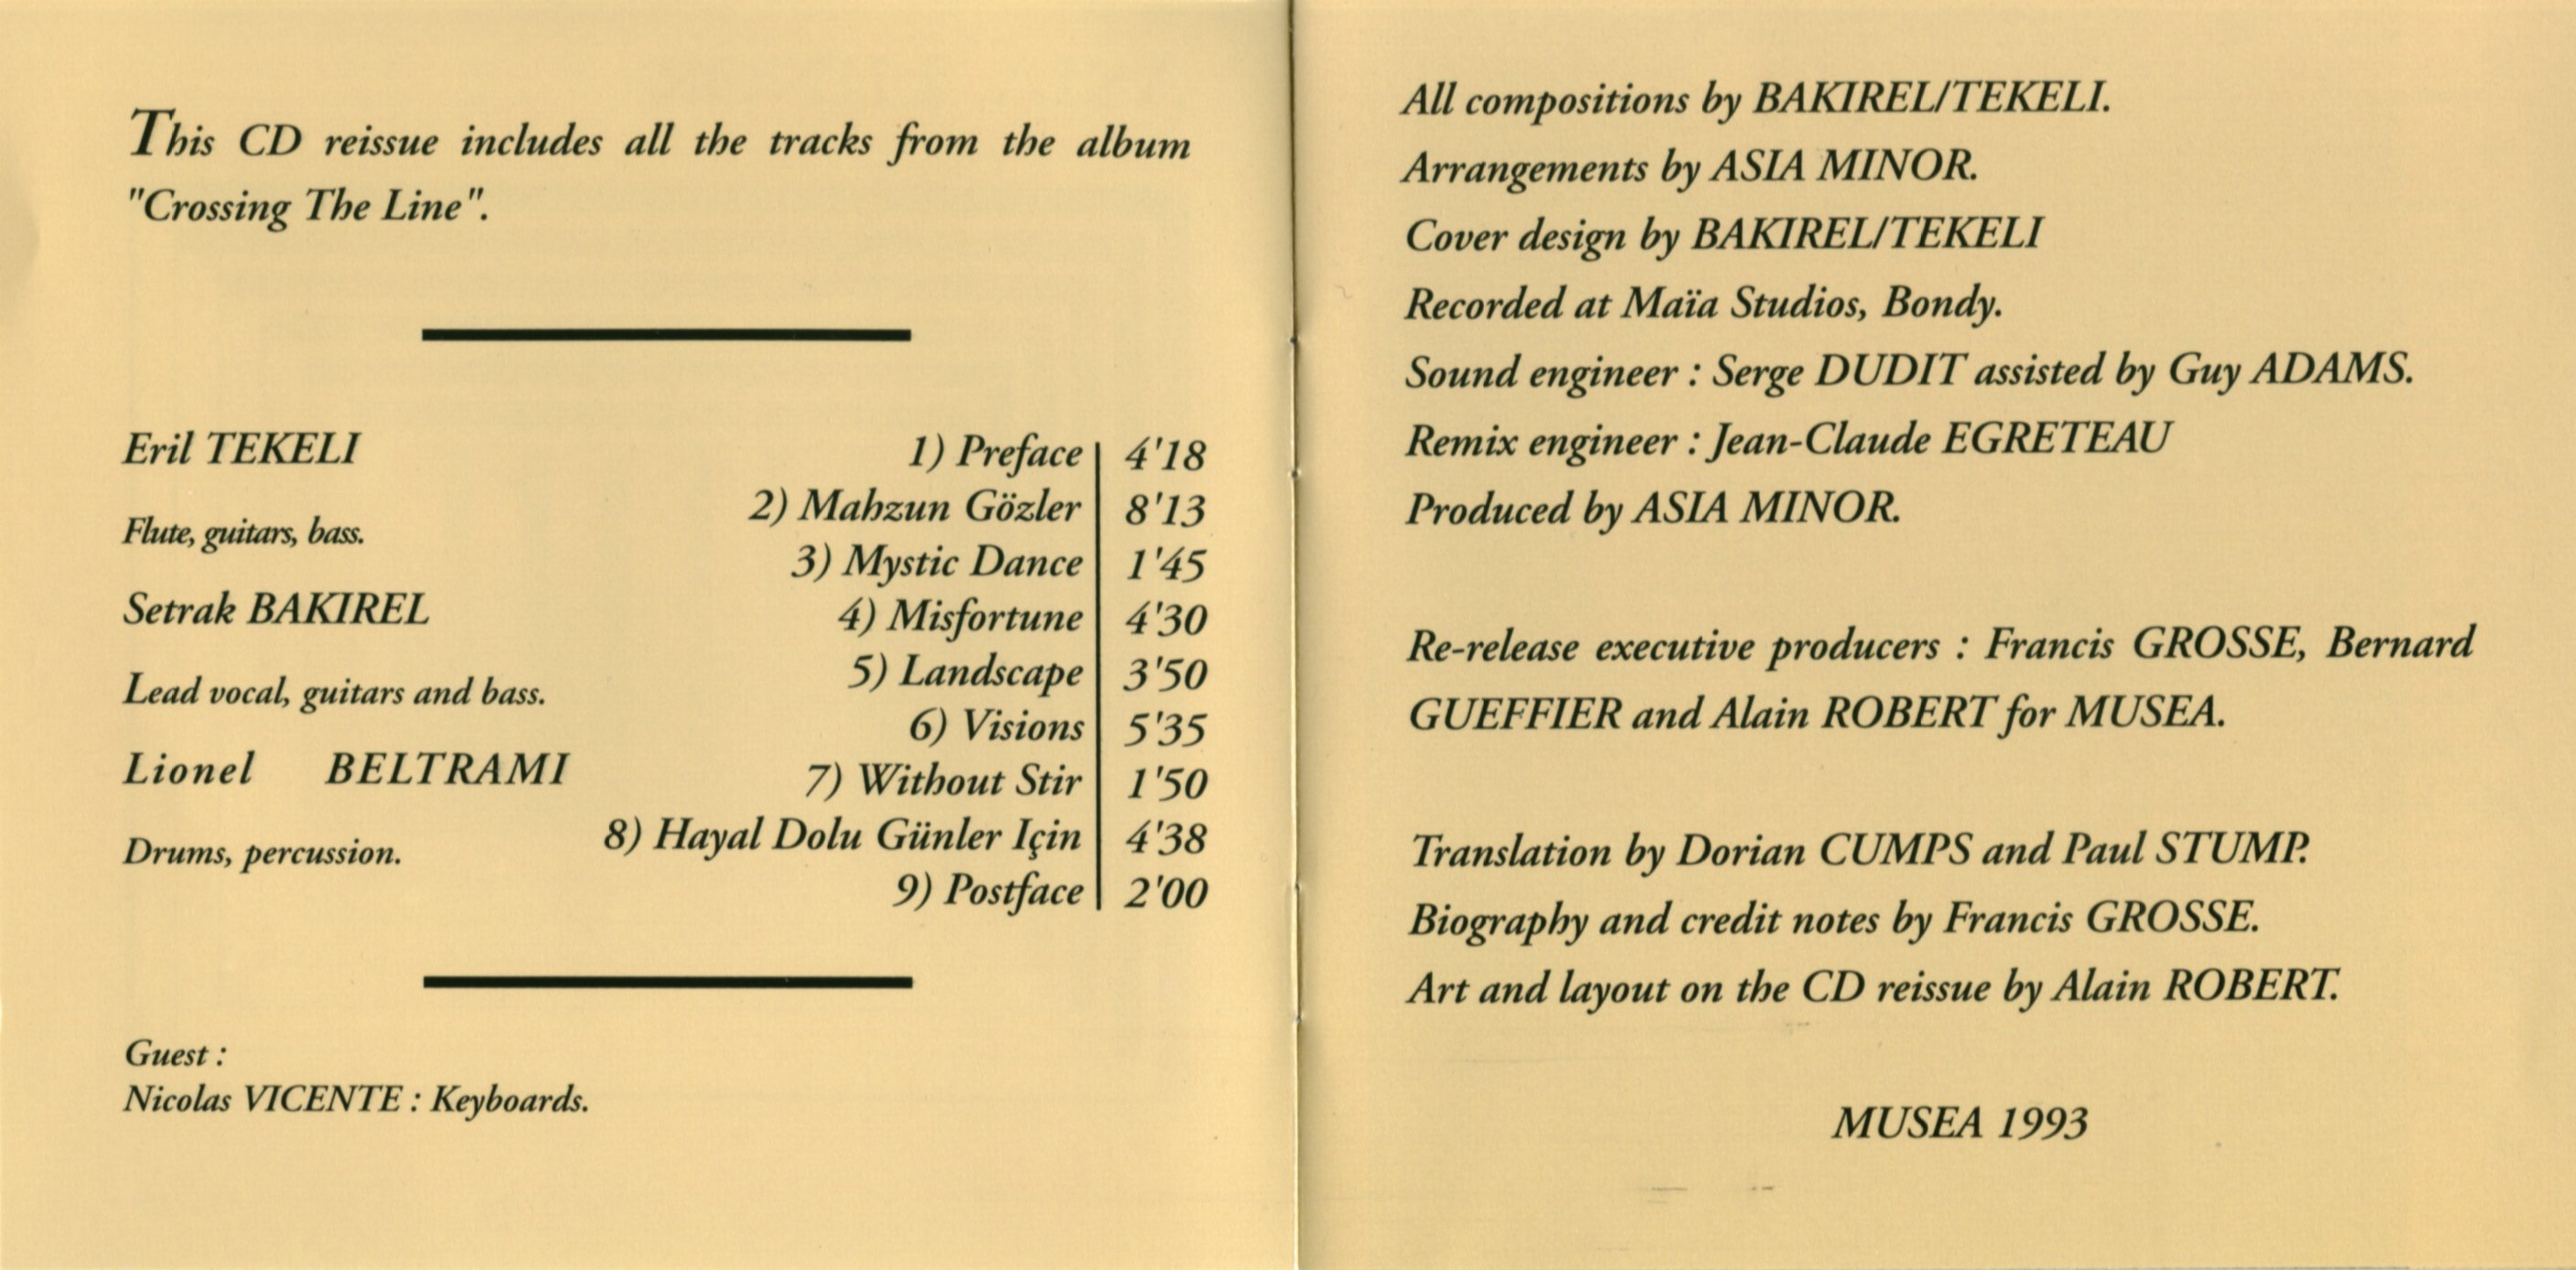 This CD reissue includes all the tracks from the album
"Crossing The Line".
Eril TEKELI
Flute, guitars, bass.
Setrak BAKIREL
Lead vocal, guitars and bass.
Lionel BELTRAMI
Drums, percussion.
1) Preface 4'18
2) Mahzun Gözler 8'13
3) Mystic Dance 1'45
4) Misfortune 4'30
5) Landscape 3'50
6) Visions 5'35
7) Without Stir 1'50
8) Hayal Dolu Günler Için 4'38
9) Postface 2'00
Guest :
Nicolas VICENTE : Keyboards.
All compositions by BAKIREL/TEKELI.
Arrangements by ASIA MINOR.
Cover design by BAKIREL/TEKELI
Recorded at Maïa Studios, Bondy.
Sound engineer : Serge DUDIT assisted by Guy ADAMS.
Remix engineer : Jean-Claude EGRETEAU
Produced by ASIA MINOR.
Re-release executive producers : Francis GROSSE, Bernard
GUEFFIER and Alain ROBERT for MUSEA.
Translation by Dorian CUMPS and Paul STUMP.
Biography and credit notes by Francis GROSSE.
Art and layout on the CD reissue by Alain ROBERT.
MUSEA 1993